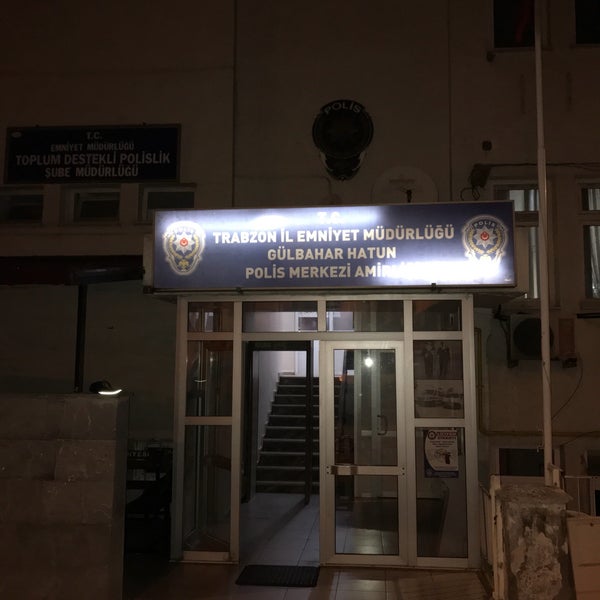 T.C.
EMNİYET MÜDÜRLÜĞÜ
TOPLUM DESTEKLİ POLİSLİK
ŞUBE MÜDÜRLÜĞÜ
POLİS
T.C.
TRABZON İL EMNİYET MÜDÜRLÜĞÜ
GÜLBAHAR HATUN
POLİS MERKEZİ
POLİS
POLİS